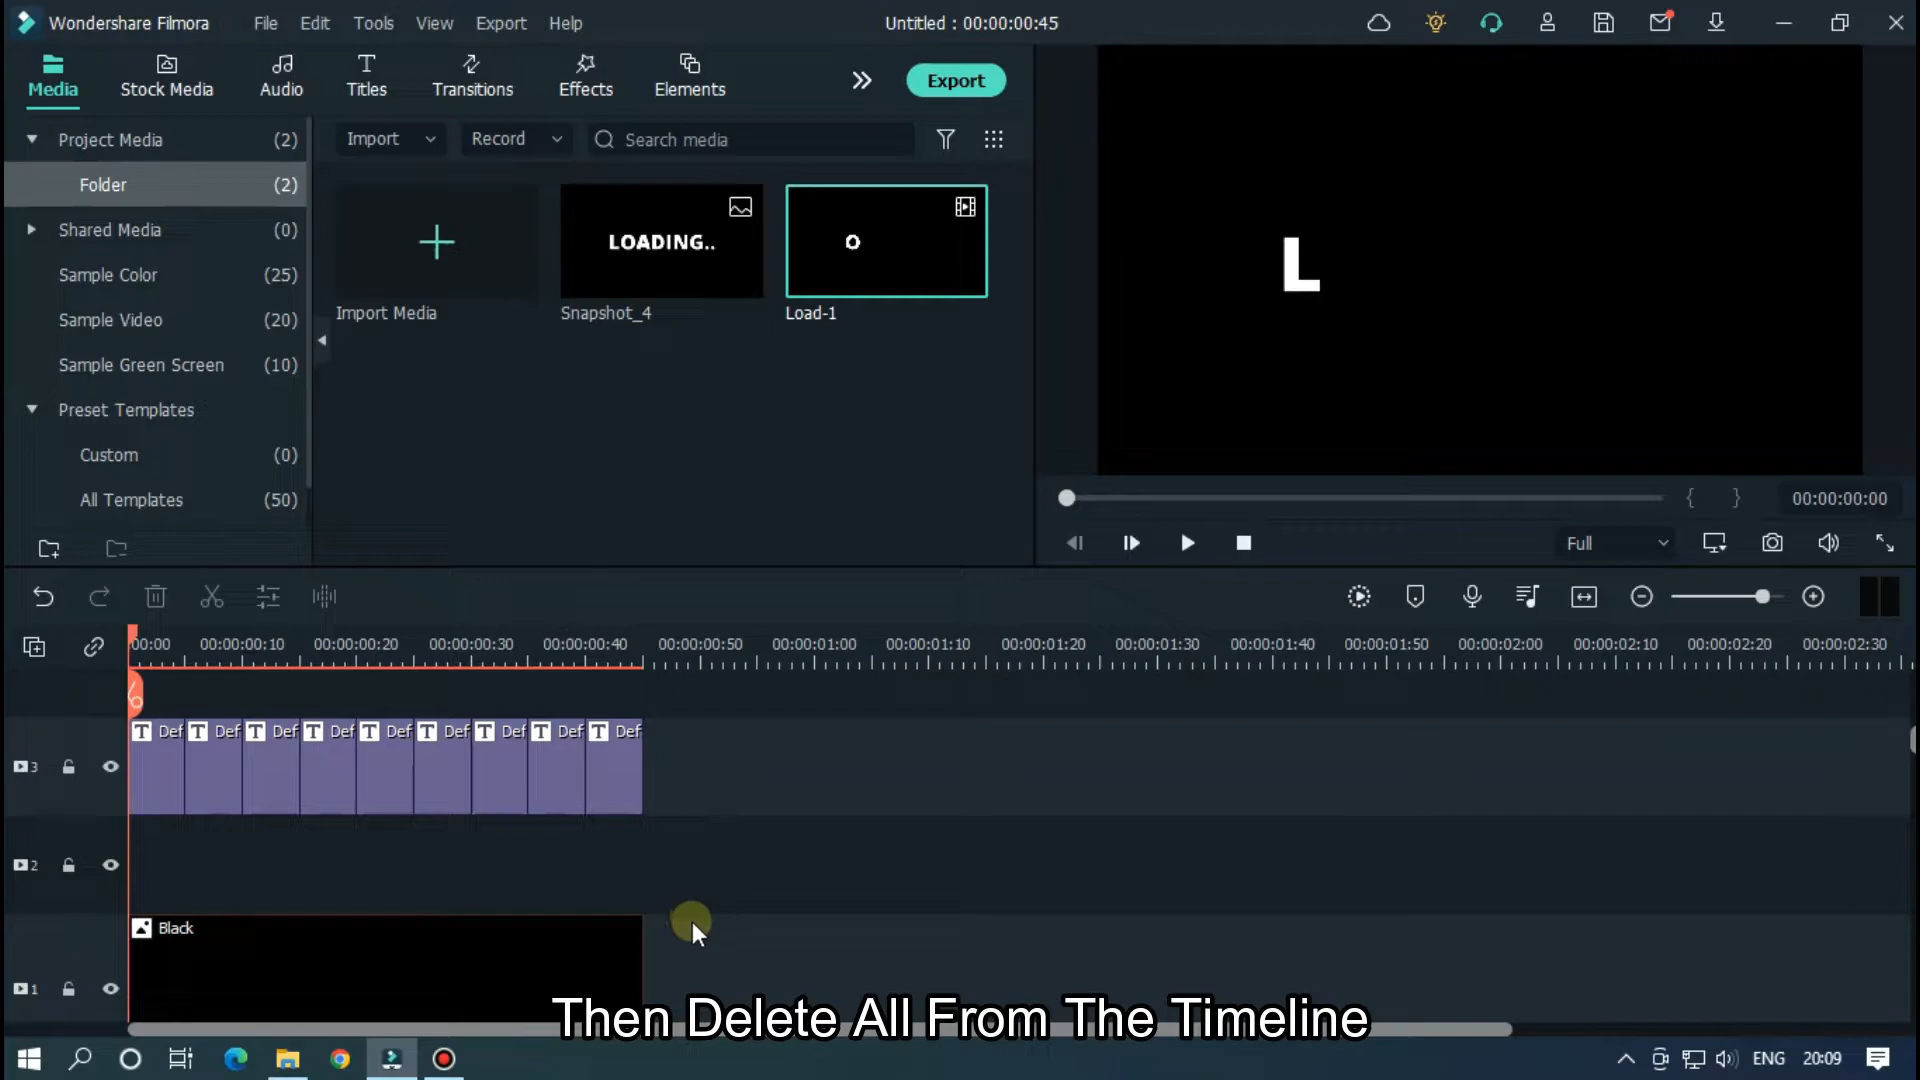 Wondershare Filmora File Edit Tools View Export Help Untitled : 00:00:00:45
Media Stock Media Audio Titles Transitions Effects Elements Export
Project Media (2) Import Record Search media
Folder (2)
Shared Media (0)
Sample Color (25)
Sample Video (20)
Sample Green Screen (10)
Preset Templates
Custom (0)
All Templates (50)
LOADING..
O
Import Media Snapshot_4 Load-1
L
{ } 00:00:00:00
Full
00:00 00:00:00:10 00:00:00:20 00:00:00:30 00:00:00:40 00:00:00:50 00:00:01:00 00:00:01:10 00:00:01:20 00:00:01:30 00:00:01:40 00:00:01:50 00:00:02:00 00:00:02:10 00:00:02:20 00:00:02:30
T Def T Def T Def T Def T Def T Def T Def T Def T Def
3
2
Black
1
Then Delete All From The Timeline
ENG 20:09